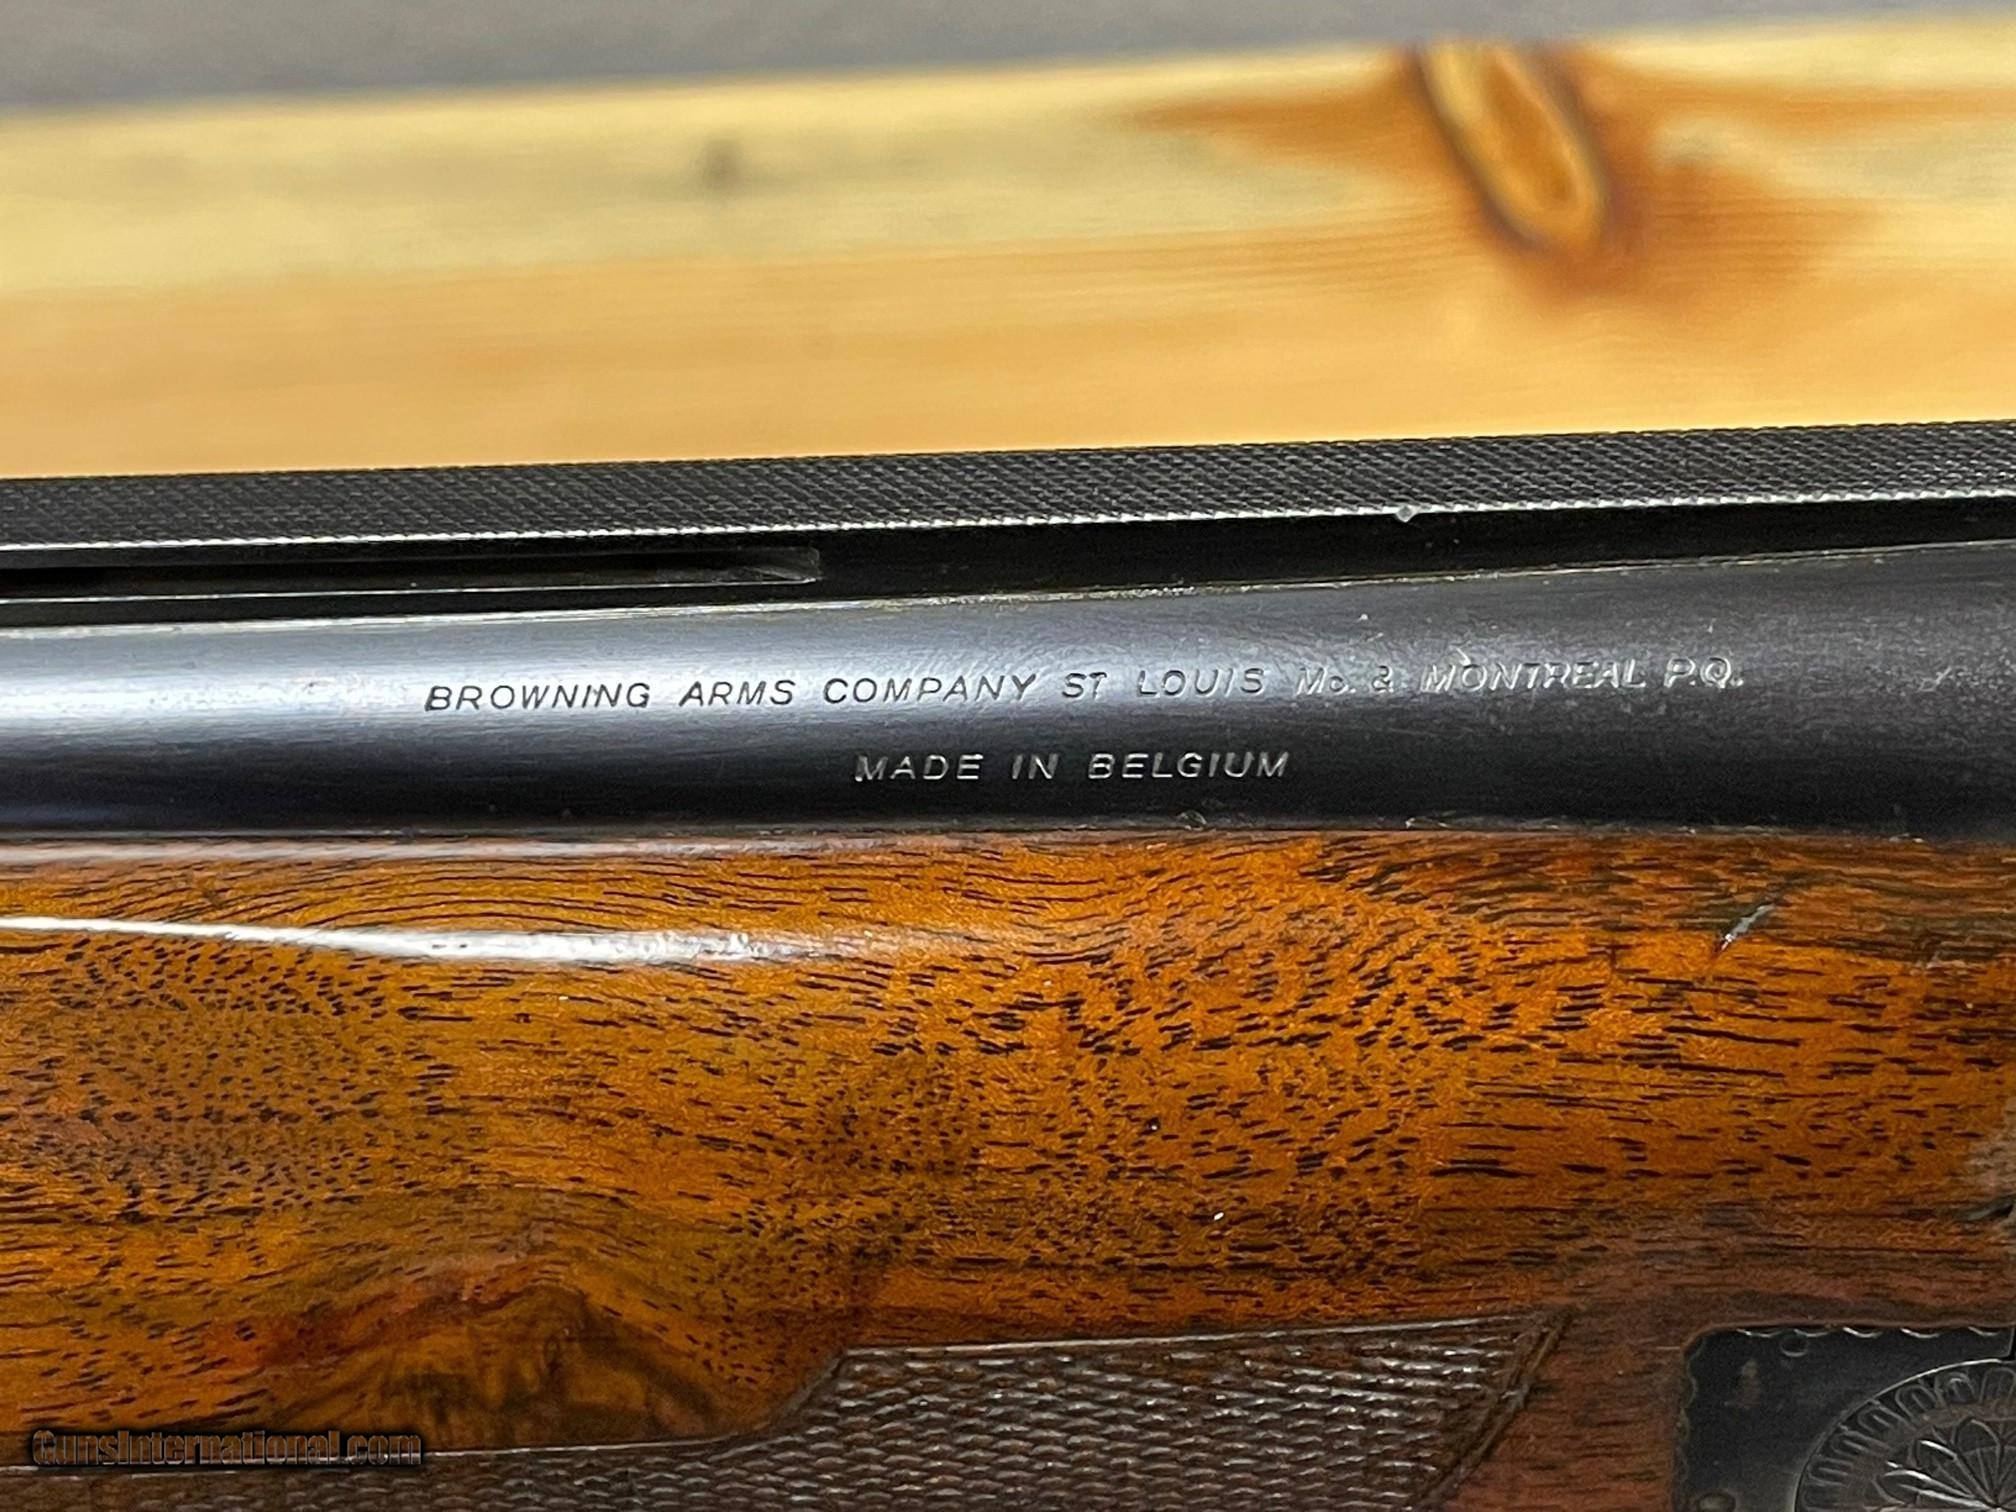 BROWNING ARMS COMPANY ST LOUIS Mo. & MONTREAL P.Q.
MADE IN BELGIUM
GunsInternational.com